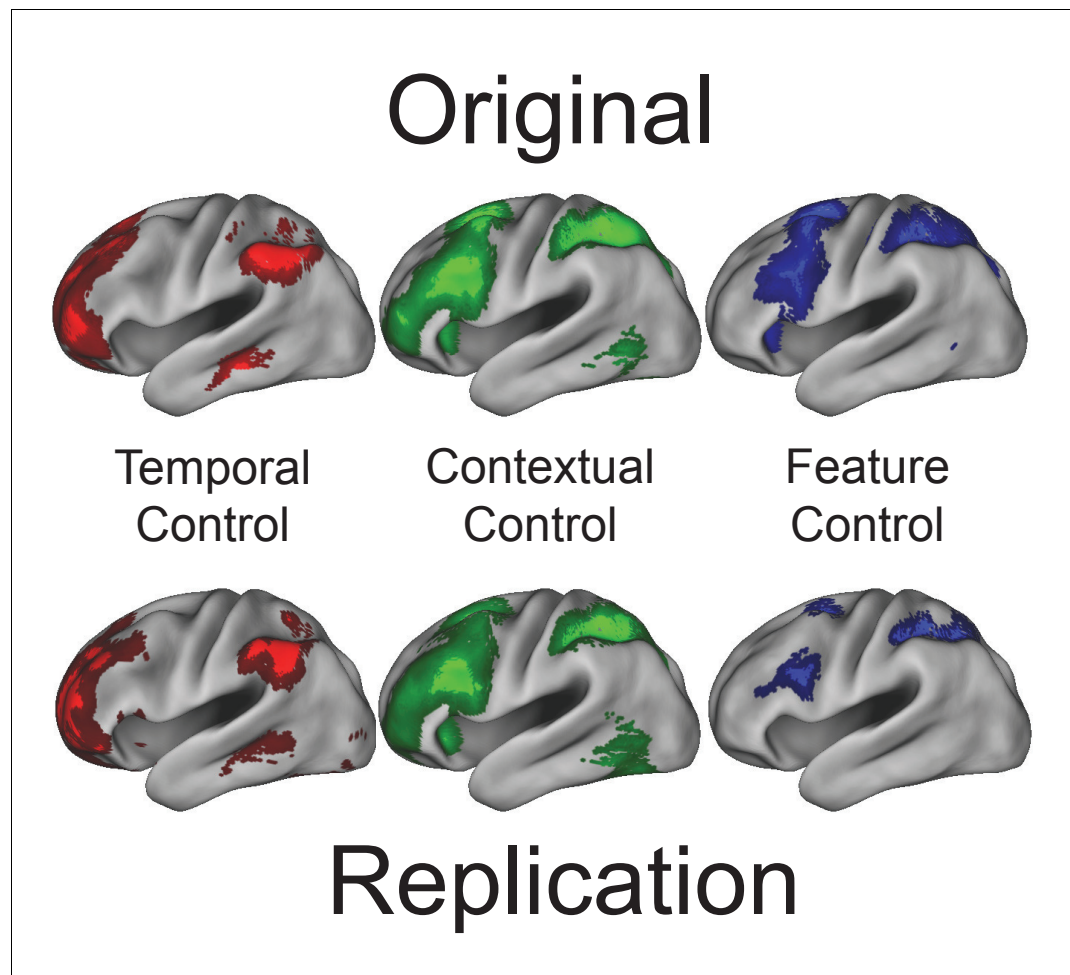 Original
Temporal
Control
Contextual
Control
Feature
Control
Replication